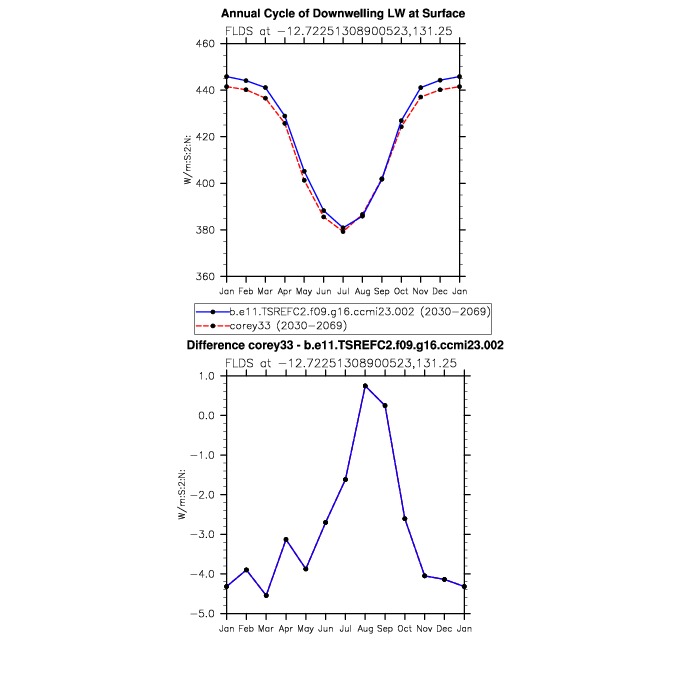 Annual Cycle of Downwelling LW at Surface
FLDS at −12.72251308900523,131.25
460
440
420
400
380
360
W/m:S:2:N:
Jan Feb Mar Apr May Jun Jul Aug Sep Oct Nov Dec Jan
b.e11.TSREFC2.f09.g16.ccmi23.002 (2030−2069)
corey33 (2030−2069)
Difference corey33 - b.e11.TSREFC2.f09.g16.ccmi23.002
FLDS at −12.72251308900523,131.25
1.0
0.0
−1.0
−2.0
−3.0
−4.0
−5.0
W/m:S:2:N:
Jan Feb Mar Apr May Jun Jul Aug Sep Oct Nov Dec Jan